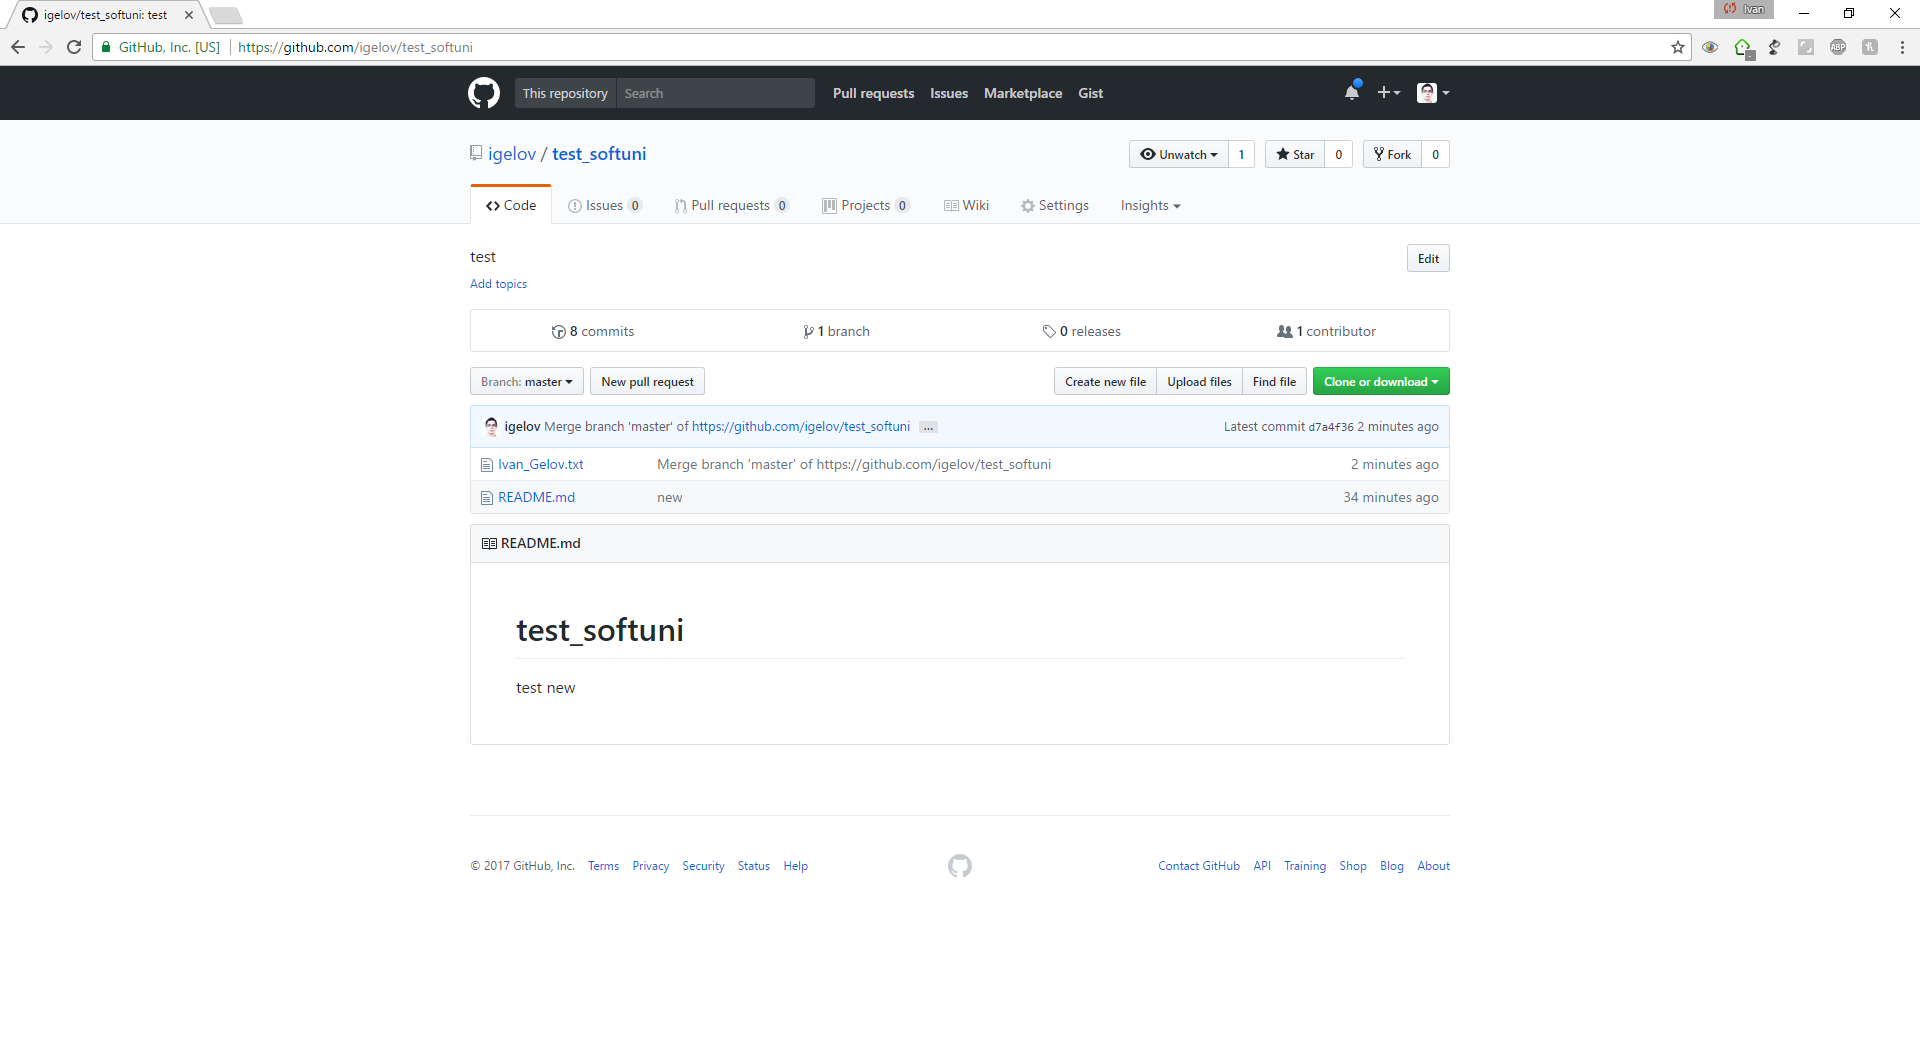 igelov/test_softuni: test
Ivan
GitHub, Inc. [US] https://github.com/igelov/test_softuni
ABP
This repository Search Pull requests Issues Marketplace Gist
igelov / test_softuni Unwatch 1 Star 0 Fork 0
Code Issues 0 Pull requests 0 Projects 0 Wiki Settings Insights
test Edit
Add topics
8 commits 1 branch 0 releases 1 contributor
Branch: master New pull request Create new file Upload files Find file Clone or download
igelov Merge branch 'master' of https://github.com/igelov/test_softuni ... Latest commit d7a4f36 2 minutes ago
Ivan_Gelov.txt Merge branch 'master' of https://github.com/igelov/test_softuni 2 minutes ago
README.md new 34 minutes ago
README.md
test_softuni
test new
© 2017 GitHub, Inc. Terms Privacy Security Status Help Contact GitHub API Training Shop Blog About